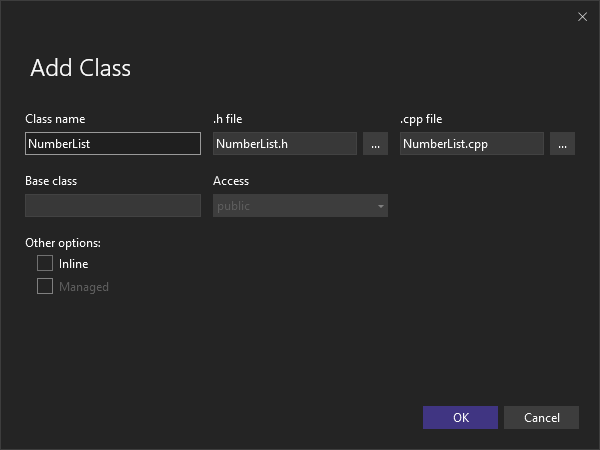 Add Class
Class name .h file .cpp file
NumberList NumberList.h ... NumberList.cpp ...
Base class Access
public
Other options:
Inline
Managed
OK Cancel